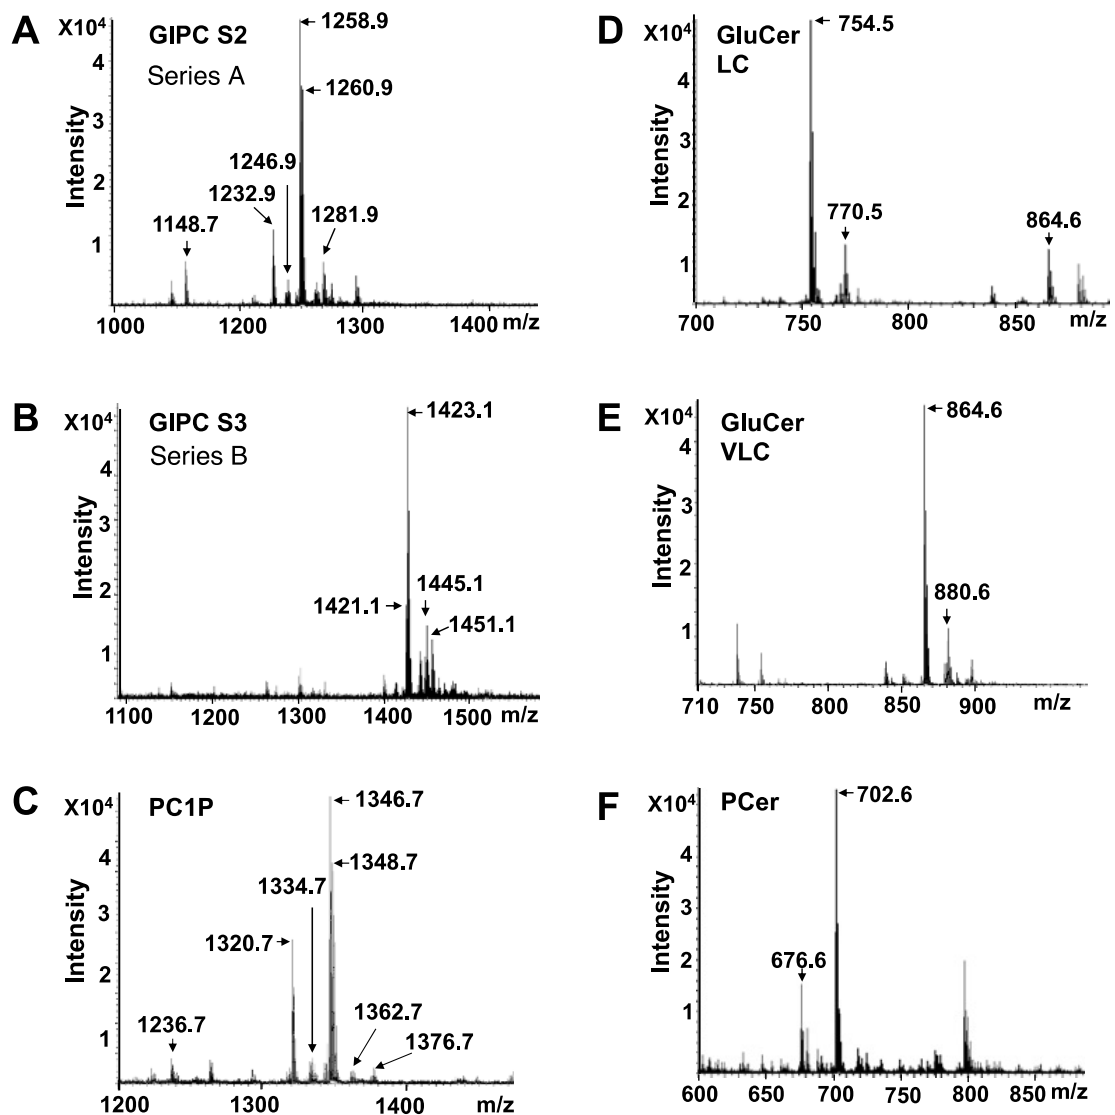 A
X10⁴
GIPC S2
Series A
1258.9
1260.9
1246.9
1232.9
1148.7
1281.9
4
3
2
1
Intensity
1000
1200
1300
1400
m/z
D
X10⁴
GluCer
LC
754.5
770.5
864.6
4
3
2
1
Intensity
700
750
800
850
m/z
B
X10⁴
GIPC S3
Series B
1423.1
1445.1
1421.1
1451.1
4
3
2
1
Intensity
1100
1200
1300
1400
1500
m/z
E
X10⁴
GluCer
VLC
864.6
880.6
4
3
2
1
Intensity
710
800
850
900
m/z
C
X10⁴
PC1P
1346.7
1348.7
1334.7
1320.7
1362.7
1236.7
1376.7
4
3
2
1
Intensity
1200
1300
1400
m/z
F
X10⁴
PCer
702.6
676.6
4
3
2
1
Intensity
600
650
700
750
800
850
m/z